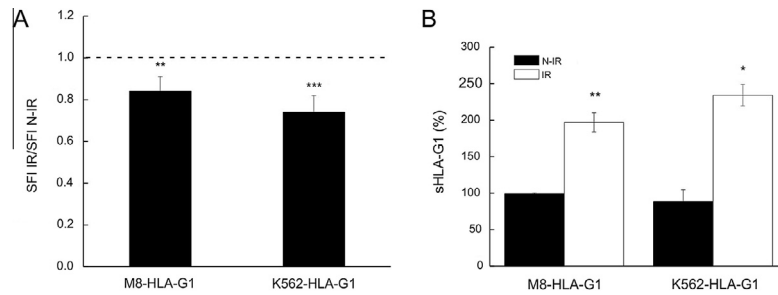 A
1.2
1.0
0.8
0.6
0.4
0.2
0.0
SFI IR/SFI N-IR
**
***
M8-HLA-G1
K562-HLA-G1
B
300
250
200
150
100
50
0
sHLA-G1 (%)
N-IR
IR
**
*
M8-HLA-G1
K562-HLA-G1